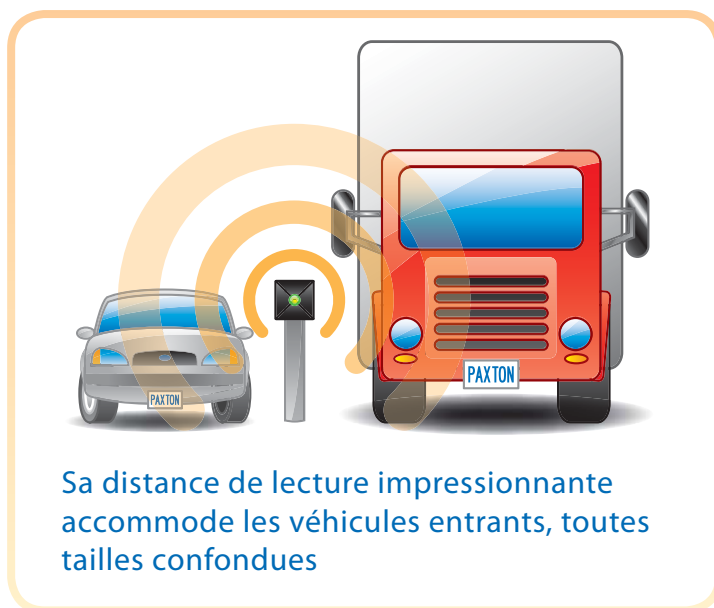 PAXTON
PAXTON
Sa distance de lecture impressionnante
accommode les véhicules entrants, toutes
tailles confondues